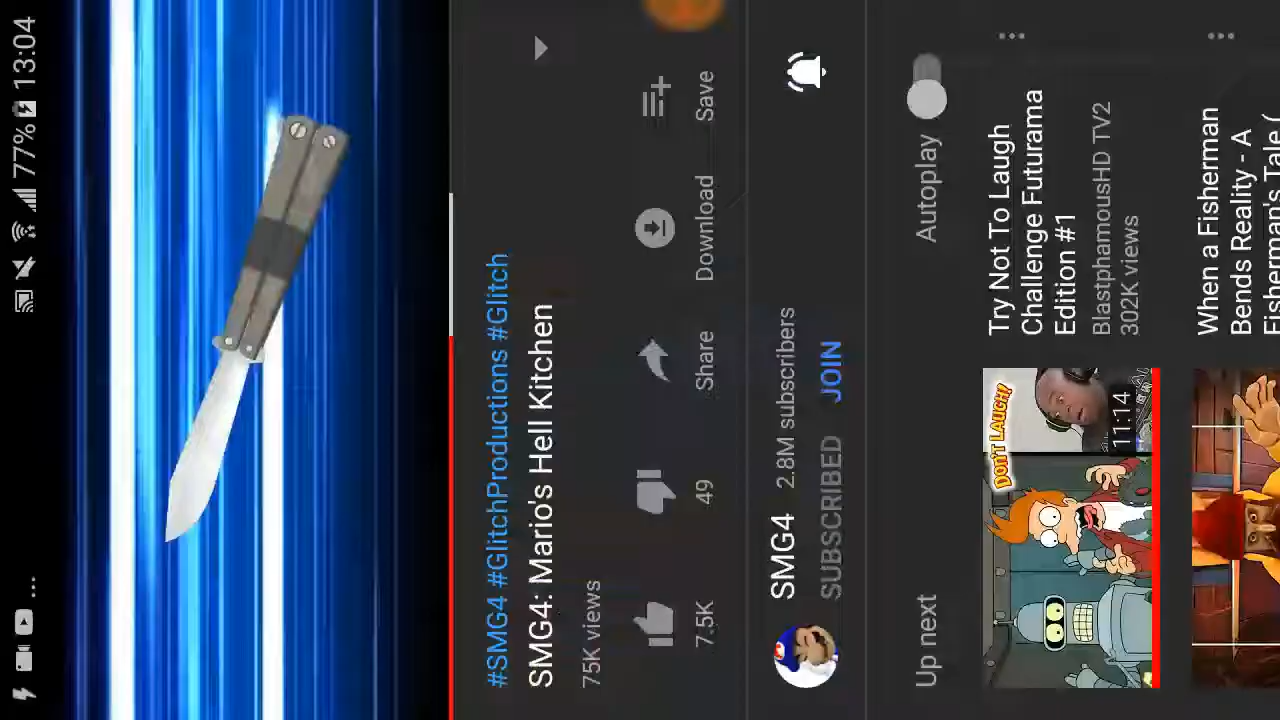 77% 13:04
#SMG4 #GlitchProductions #Glitch
SMG4: Mario's Hell Kitchen
75K views
7.5K
49
Share
Download
Save
SMG4 2.8M subscribers
SUBSCRIBED JOIN
Up next
Autoplay
DON'T LAUGH!
11:14
Try Not To Laugh
Challenge Futurama
Edition #1
BlastphamousHD TV2
302K views
When a Fisherman
Bends Reality - A
Fisherman's Tale (